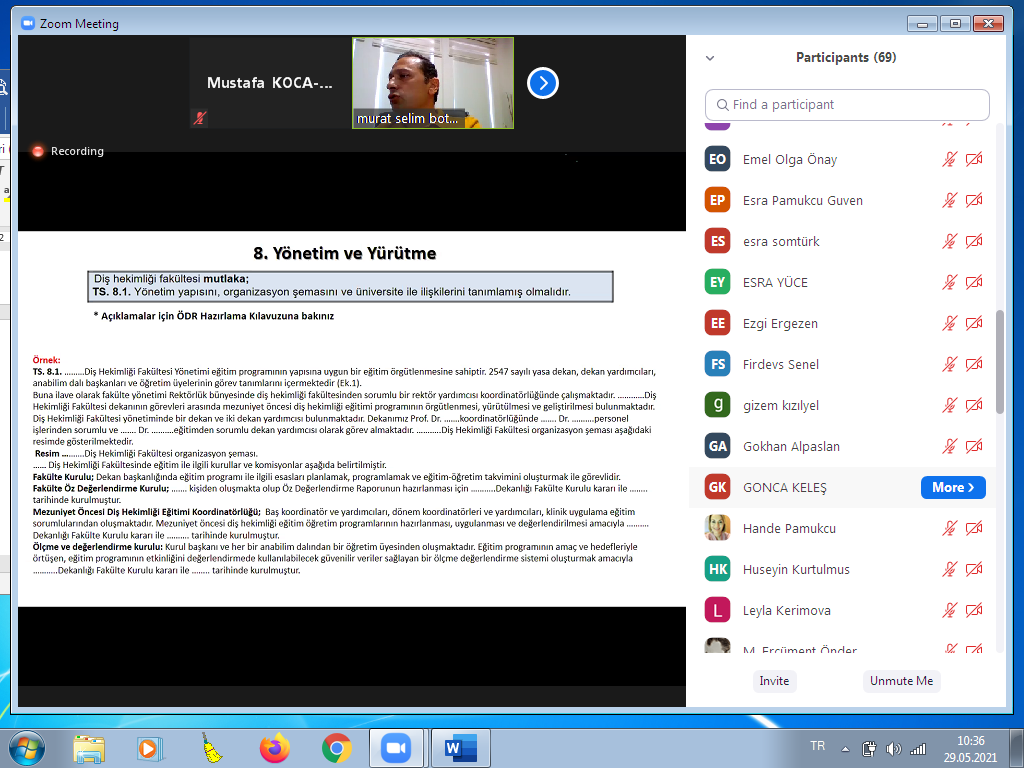 Zoom Meeting
Mustafa KOCA-...
murat selim bot...
Recording
8. Yönetim ve Yürütme
Diş hekimliği fakültesi mutlaka;
TS. 8.1. Yönetim yapısını, organizasyon şemasını ve üniversite ile ilişkilerini tanımlamış olmalıdır.
* Açıklamalar için ÖDR Hazırlama Kılavuzuna bakınız
Örnek:
TS. 8.1. .........Diş Hekimliği Fakültesi Yönetimi eğitim programının yapısına uygun bir eğitim örgütlenmesine sahiptir. 2547 sayılı yasa dekan, dekan yardımcıları,
anabilim dalı başkanları ve öğretim üyelerinin görev tanımlarını içermektedir (Ek.1).
Buna ilave olarak fakülte yönetimi Rektörlük bünyesinde diş hekimliği fakültesinden sorumlu bir rektör yardımcısı koordinatörlüğünde çalışmaktadır. ............Diş
Hekimliği Fakültesi dekanının görevleri arasında mezuniyet öncesi diş hekimliği eğitimi programının örgütlenmesi, yürütülmesi ve geliştirilmesi bulunmaktadır.
Diş Hekimliği Fakültesi yönetiminde bir dekan ve iki dekan yardımcısı bulunmaktadır. Dekanımız Prof. Dr. ......koordinatörlüğünde ....... Dr. ..........personel
işlerinden sorumlu ve ....... Dr. ..........eğitimden sorumlu dekan yardımcısı olarak görev almaktadır. ...........Diş Hekimliği Fakültesi organizasyon şeması aşağıdaki
resimde gösterilmektedir.
Resim ...........Diş Hekimliği Fakültesi organizasyon şeması.
...... Diş Hekimliği Fakültesinde eğitim ile ilgili kurullar ve komisyonlar aşağıda belirtilmiştir.
Fakülte Kurulu; Dekan başkanlığında eğitim programı ile ilgili esasları planlamak, programlamak ve eğitim-öğretim takvimini oluşturmak ile görevlidir.
Fakülte Öz Değerlendirme Kurulu; ....... kişiden oluşmakta olup Öz Değerlendirme Raporunun hazırlanması için ...........Dekanlığı Fakülte Kurulu kararı ile ........
tarihinde kurulmuştur.
Mezuniyet Öncesi Diş Hekimliği Eğitimi Koordinatörlüğü; Baş koordinatör ve yardımcıları, dönem koordinatörleri ve yardımcıları, klinik uygulama eğitim
sorumlularından oluşmaktadır. Mezuniyet öncesi diş hekimliği eğitim öğretim programlarının hazırlanması, uygulanması ve değerlendirilmesi amacıyla ..........
Dekanlığı Fakülte Kurulu kararı ile .......... tarihinde kurulmuştur.
Ölçme ve değerlendirme kurulu: Kurul başkanı ve her bir anabilim dalından bir öğretim üyesinden oluşmaktadır. Eğitim programının amaç ve hedefleriyle
örtüşen, eğitim programının etkinliğini değerlendirmede kullanılabilecek güvenilir veriler sağlayan bir ölçme değerlendirme sistemi oluşturmak amacıyla
...........Dekanlığı Fakülte Kurulu kararı ile ........ tarihinde kurulmuştur.
Participants (69)
Find a participant
EO Emel Olga Önay
EP Esra Pamukcu Guven
ES esra somtürk
EY ESRA YÜCE
EE Ezgi Ergezen
FS Firdevs Senel
g gizem kızılyel
GA Gokhan Alpaslan
GK GONCA KELEŞ More >
Hande Pamukcu
HK Huseyin Kurtulmus
L Leyla Kerimova
M. Ercüment Önder
Invite Unmute Me
TR 10:36
29.05.2021